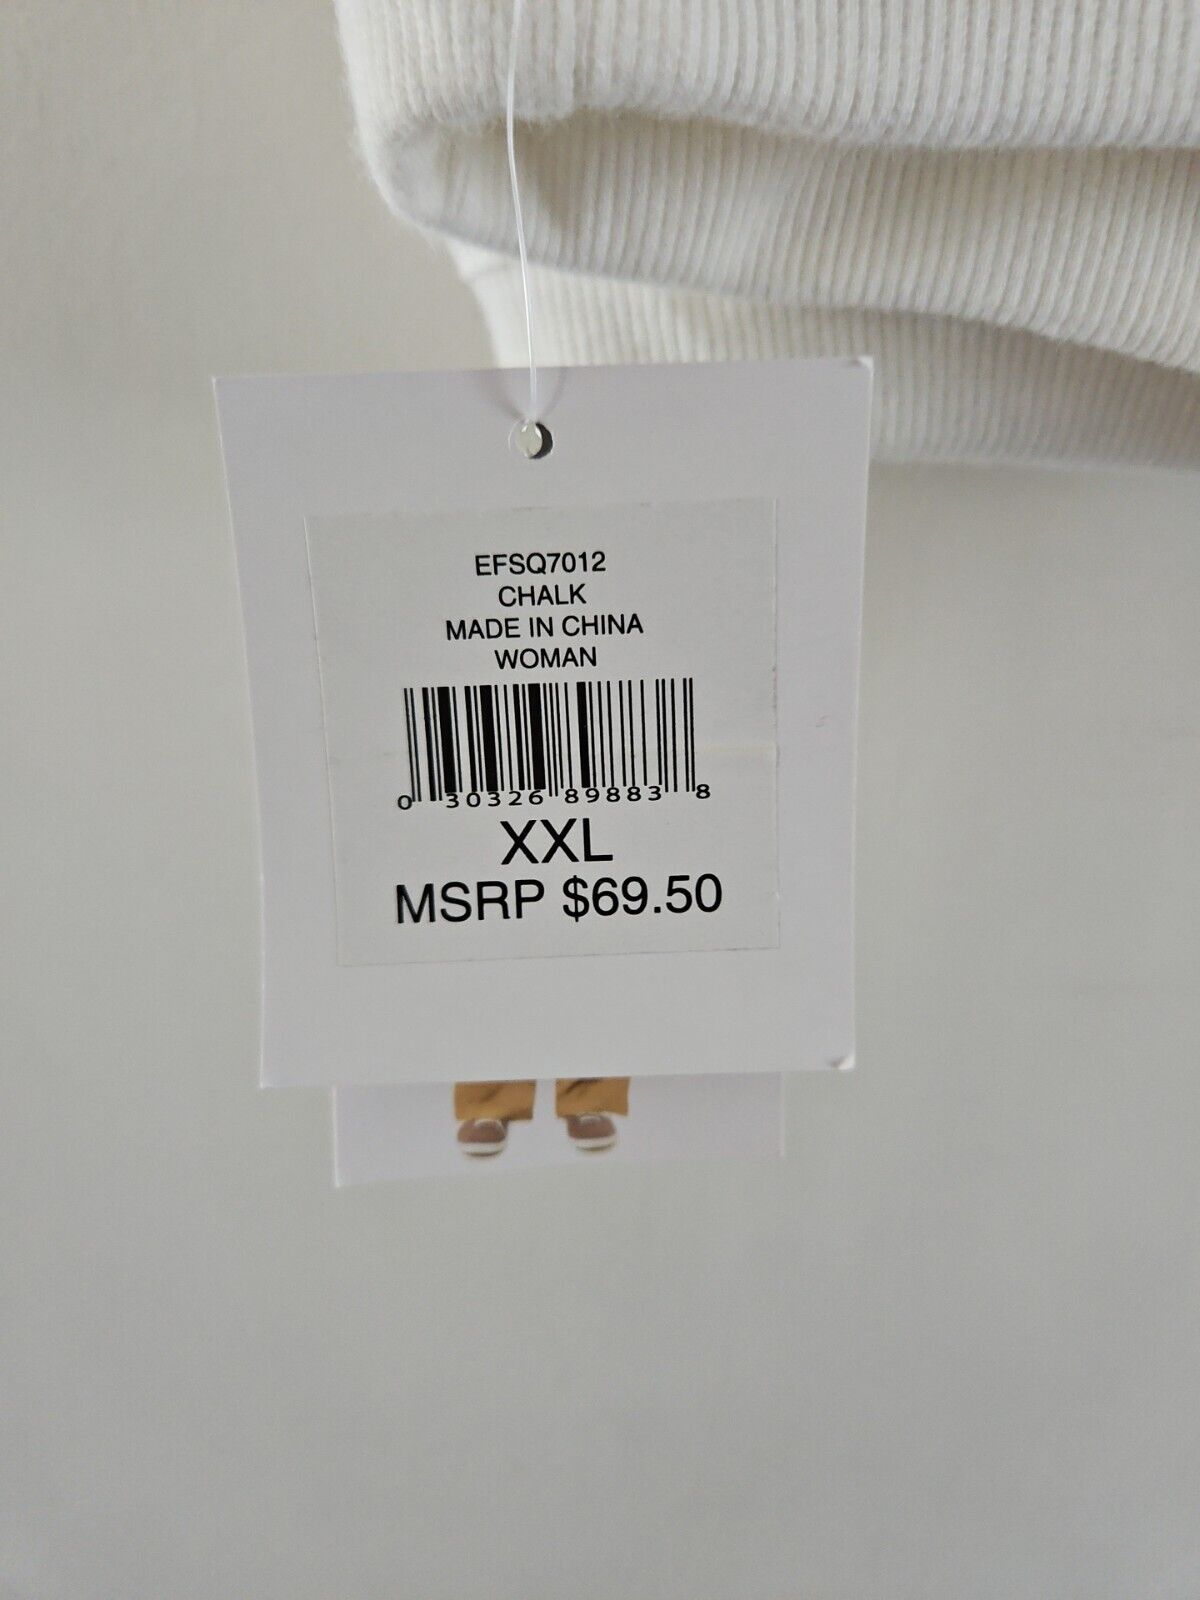 EFSQ7012
CHALK
MADE IN CHINA
WOMAN
0 30326 89883 8
XXL
MSRP $69.50